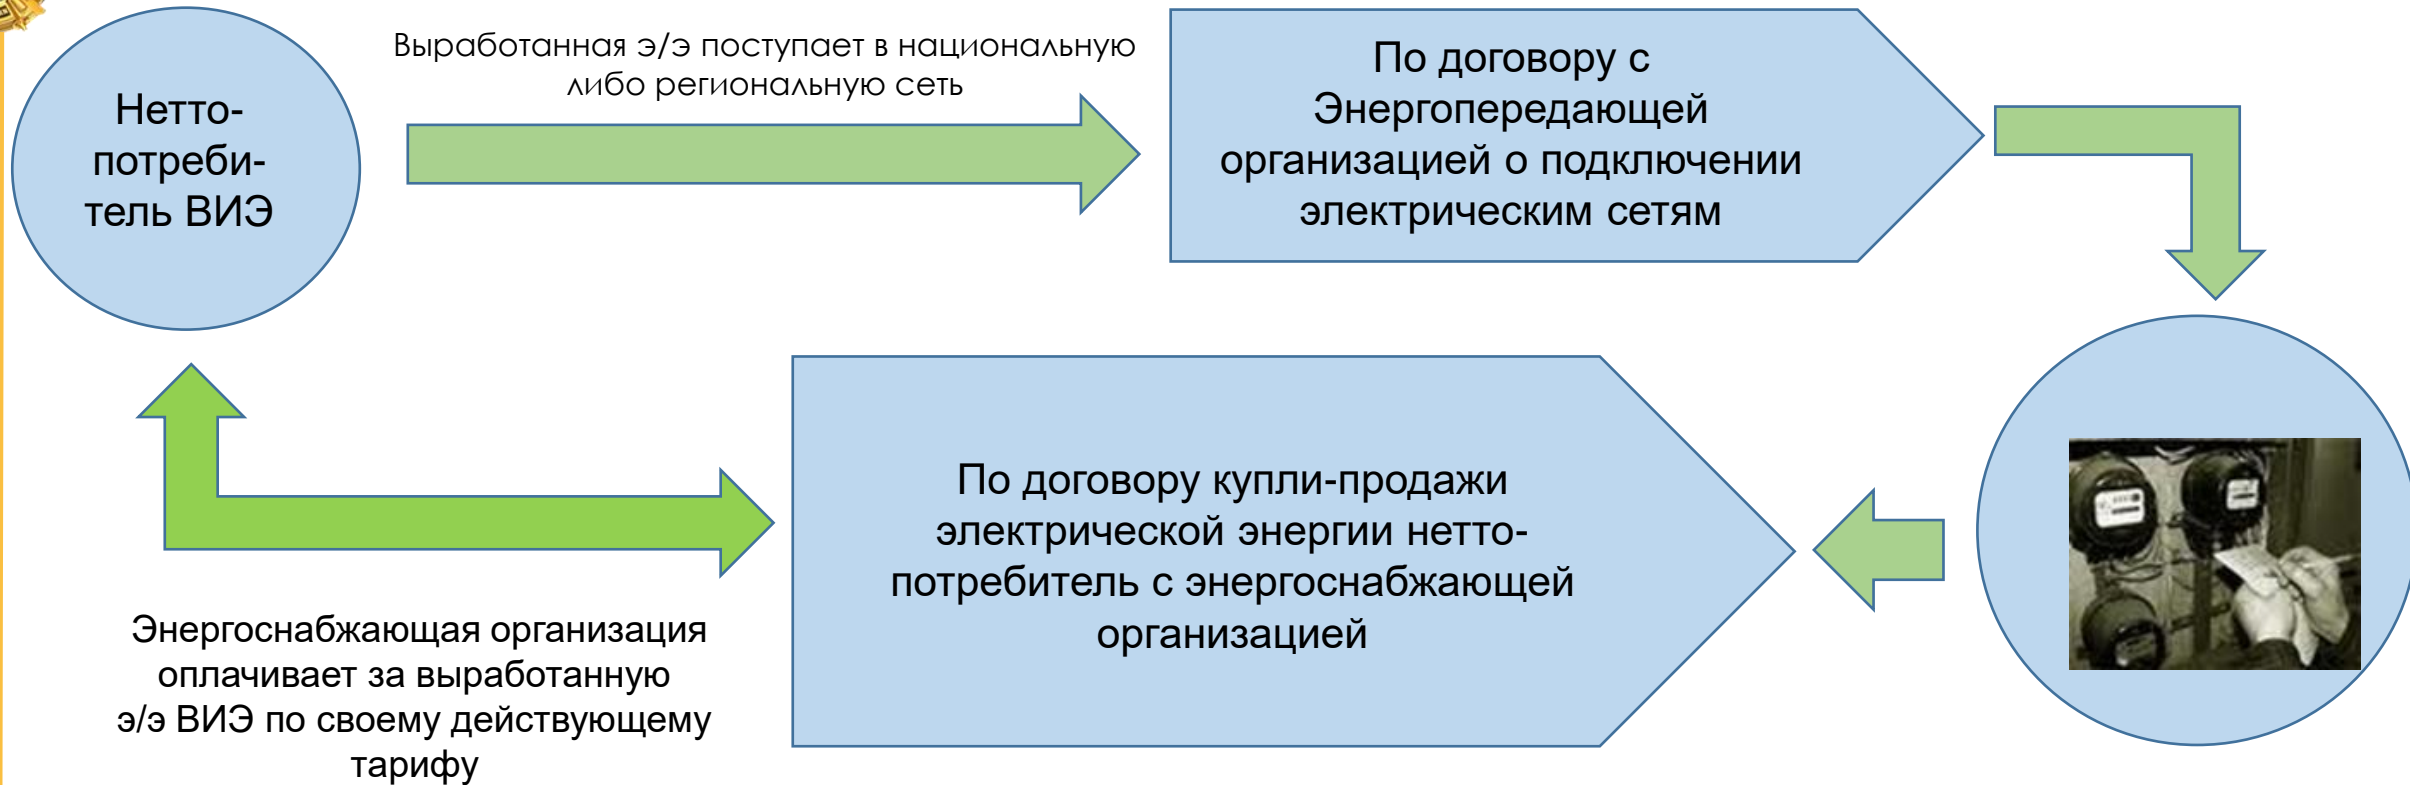 Нетто-
потреби-
тель ВИЭ
Выработанная э/э поступает в национальную
либо региональную сеть
По договору с
Энергопередающей
организацией о подключении
электрическим сетям
По договору купли-продажи
электрической энергии нетто-
потребитель с энергоснабжающей
организацией
Энергоснабжающая организация
оплачивает за выработанную
э/э ВИЭ по своему действующему
тарифу